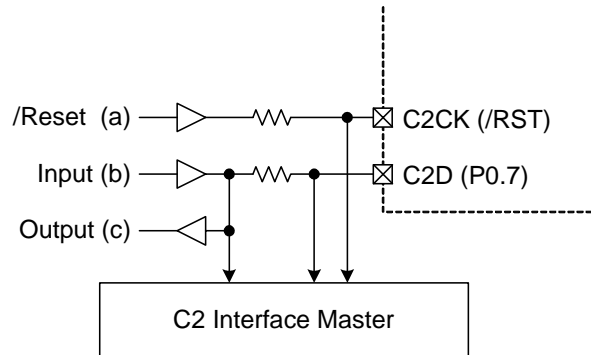 /Reset (a)
C2CK (/RST)
Input (b)
C2D (P0.7)
Output (c)
C2 Interface Master